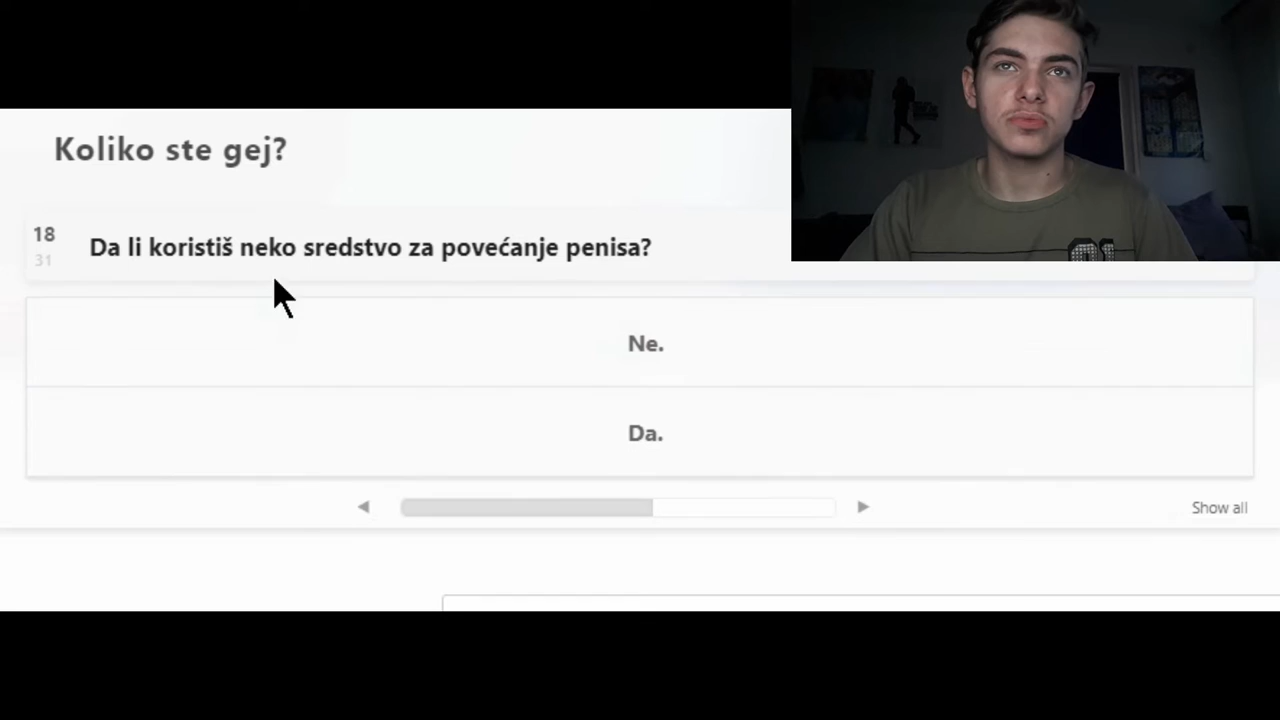 Koliko ste gej?
18
31
Da li koristiš neko sredstvo za povećanje penisa?
Ne.
Da.
Show all